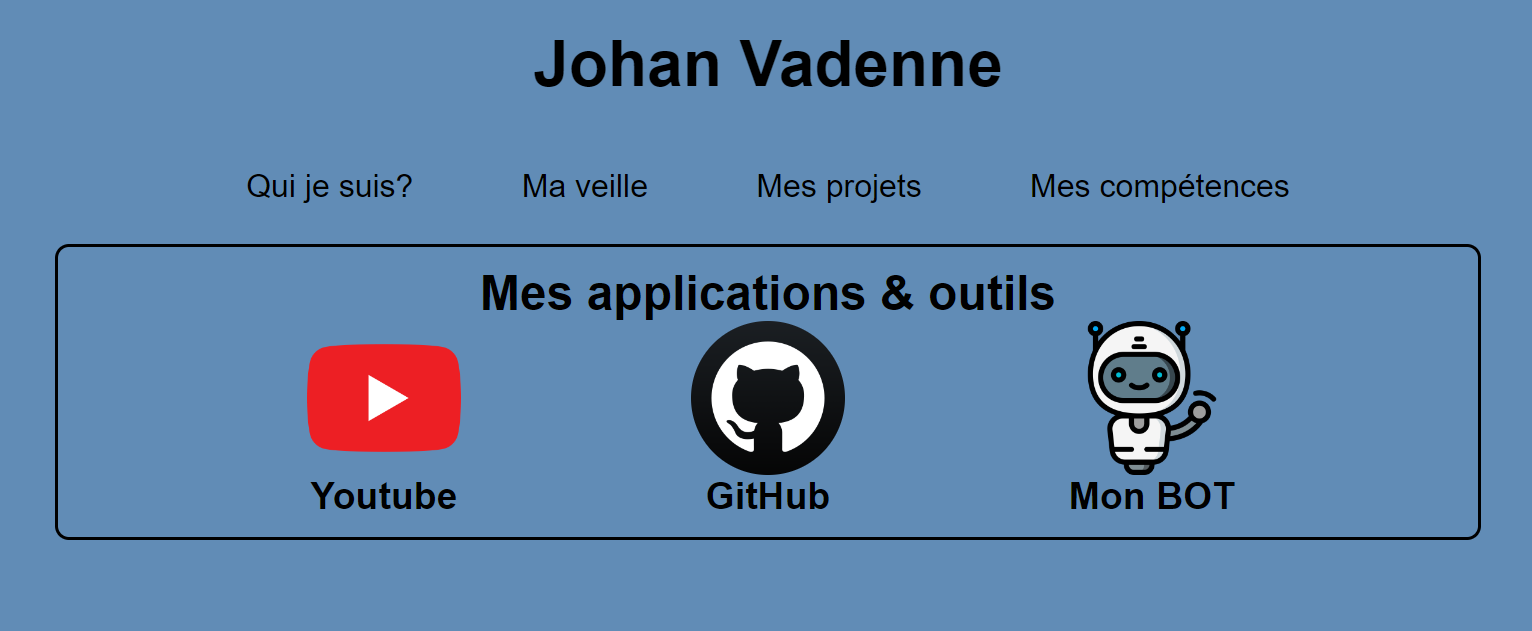 Johan Vadenne
Qui je suis? Ma veille Mes projets Mes compétences
Mes applications & outils
Youtube GitHub Mon BOT